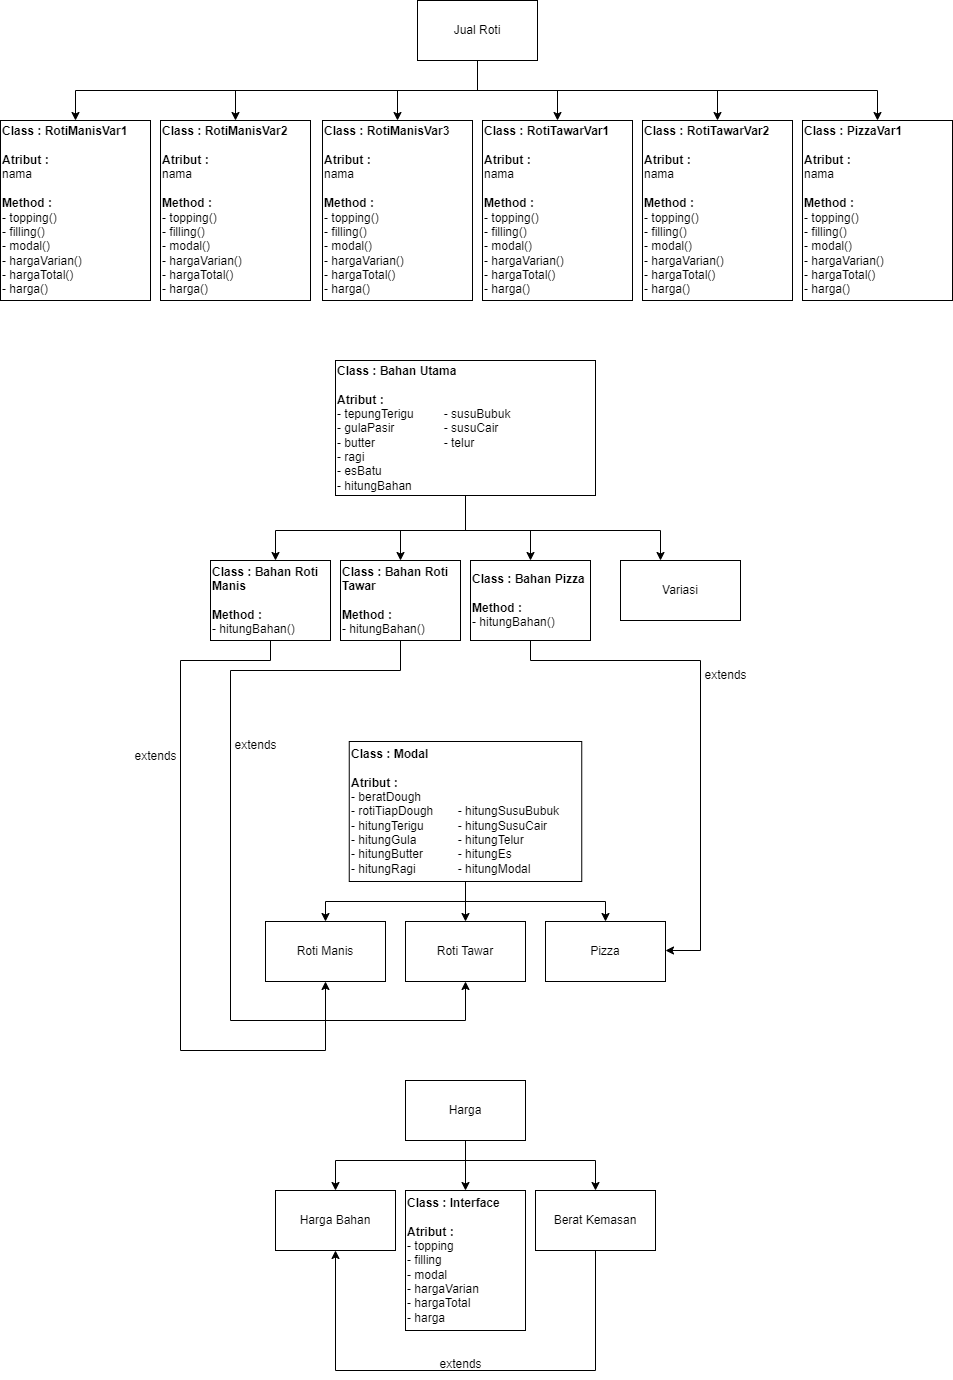 Jual Roti
Class : RotiManisVar1
Atribut :
nama
Method :
- topping()
- filling()
- modal()
- hargaVarian()
- hargaTotal()
- harga()
Class : RotiManisVar2
Atribut :
nama
Method :
- topping()
- filling()
- modal()
- hargaVarian()
- hargaTotal()
- harga()
Class : RotiManisVar3
Atribut :
nama
Method :
- topping()
- filling()
- modal()
- hargaVarian()
- hargaTotal()
- harga()
Class : RotiTawarVar1
Atribut :
nama
Method :
- topping()
- filling()
- modal()
- hargaVarian()
- hargaTotal()
- harga()
Class : RotiTawarVar2
Atribut :
nama
Method :
- topping()
- filling()
- modal()
- hargaVarian()
- hargaTotal()
- harga()
Class : PizzaVar1
Atribut :
nama
Method :
- topping()
- filling()
- modal()
- hargaVarian()
- hargaTotal()
- harga()
Class : Bahan Utama
Atribut :
- tepungTerigu - susuBubuk
- gulaPasir - susuCair
- butter - telur
- ragi
- esBatu
- hitungBahan
Class : Bahan Roti
Manis
Method :
- hitungBahan()
Class : Bahan Roti
Tawar
Method :
- hitungBahan()
Class : Bahan Pizza
Method :
- hitungBahan()
Variasi
extends
extends
extends
Class : Modal
Atribut :
- beratDough
- rotiTiapDough - hitungSusuBubuk
- hitungTerigu - hitungSusuCair
- hitungGula - hitungTelur
- hitungButter - hitungEs
- hitungRagi - hitungModal
Roti Manis
Roti Tawar
Pizza
Harga
Harga Bahan
Class : Interface
Atribut :
- topping
- filling
- modal
- hargaVarian
- hargaTotal
- harga
Berat Kemasan
extends